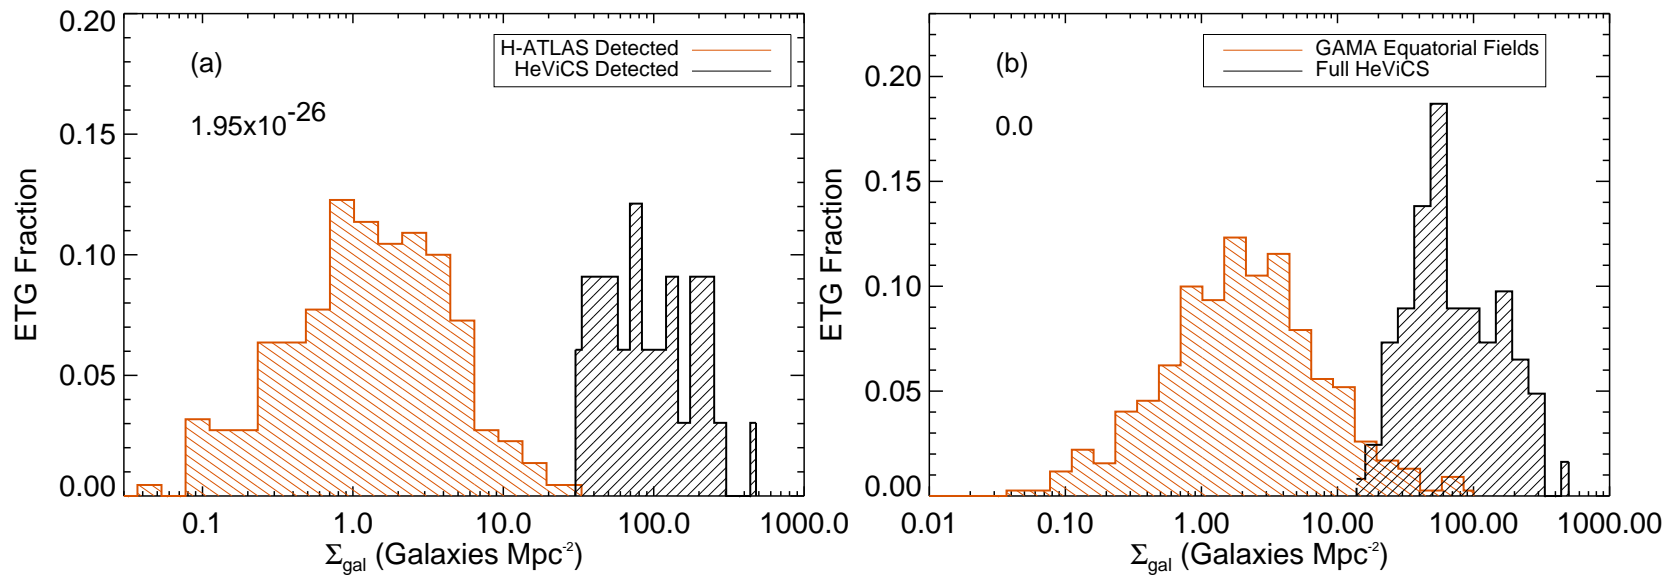 0.20
0.15
0.10
0.05
0.00
ETG Fraction
(a)
1.95x10-26
H-ATLAS Detected
HeViCS Detected
0.1
1.0
10.0
100.0
1000.0
Σgal (Galaxies Mpc-2)
0.20
0.15
0.10
0.05
0.00
ETG Fraction
(b)
0.0
GAMA Equatorial Fields
Full HeViCS
0.01
0.10
1.00
10.00
100.00
1000.00
Σgal (Galaxies Mpc-2)